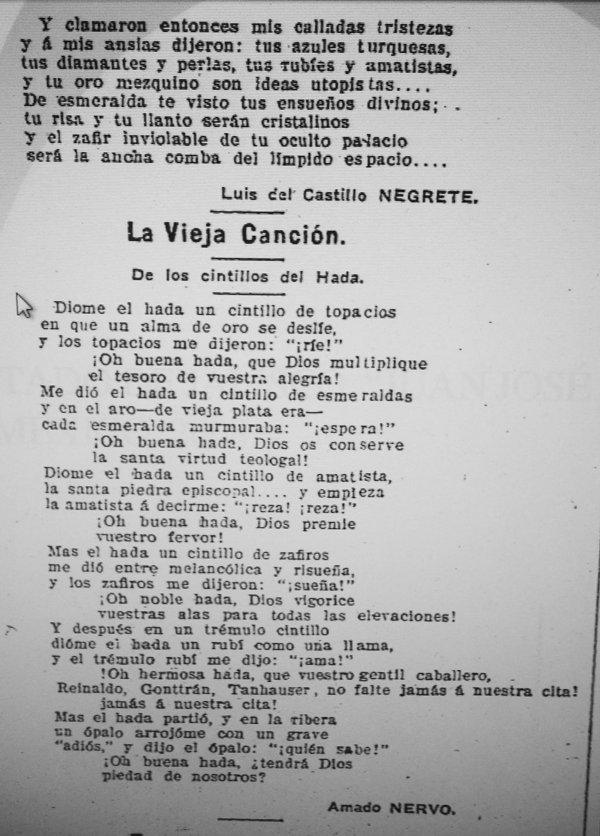 Y clamaron entonces mis calladas tristezas
y á mis ansias dijeron: tus azules turquesas,
tus diamantes y perlas, tus rubíes y amatistas,
y tu oro mezquino son ideas utopistas....
De esmeralda te visto tus ensueños divinos;
tu risa y tu llanto serán cristalinos
y el zafir inviolable de tu oculto palacio
será la ancha comba del límpido espacio....
Luis del Castillo NEGRETE.
La Vieja Canción.
De los cintillos del Hada.
Diome el hada un cintillo de topacios
en que un alma de oro se deslíe,
y los topacios me dijeron: "¡ríe!"
¡Oh buena hada, que Dios multiplique
el tesoro de vuestra alegría!
Me dió el hada un cintillo de esmeraldas
y en el aro—de vieja plata era—
cada esmeralda murmuraba: "¡espera!"
¡Oh buena hada, Dios os conserve
la santa virtud teologal!
Diome el hada un cintillo de amatista,
la santa piedra episcopal.... y empieza
la amatista á decirme: "¡reza! ¡reza!"
¡Oh buena hada, Dios premie
vuestro fervor!
Mas el hada un cintillo de zafiros
me dió entre melancólica y risueña,
y los zafiros me dijeron: "¡sueña!"
¡Oh noble hada, Dios vigorice
vuestras alas para todas las elevaciones!
Y después en un trémulo cintillo
dióme el hada un rubí como una llama,
y el trémulo rubí me dijo: "¡ama!"
!Oh hermosa hada, que vuestro gentil caballero,
Reinaldo, Gonttrán, Tanhauser, no falte jamás á nuestra cita!
jamás á nuestra cita!
Mas el hada partió, y en la ribera
un ópalo arrojóme con un grave
"adiós," y dijo el ópalo: "¡quién sabe!"
¡Oh buena hada, ¿tendrá Dios
piedad de nosotros?
Amado NERVO.